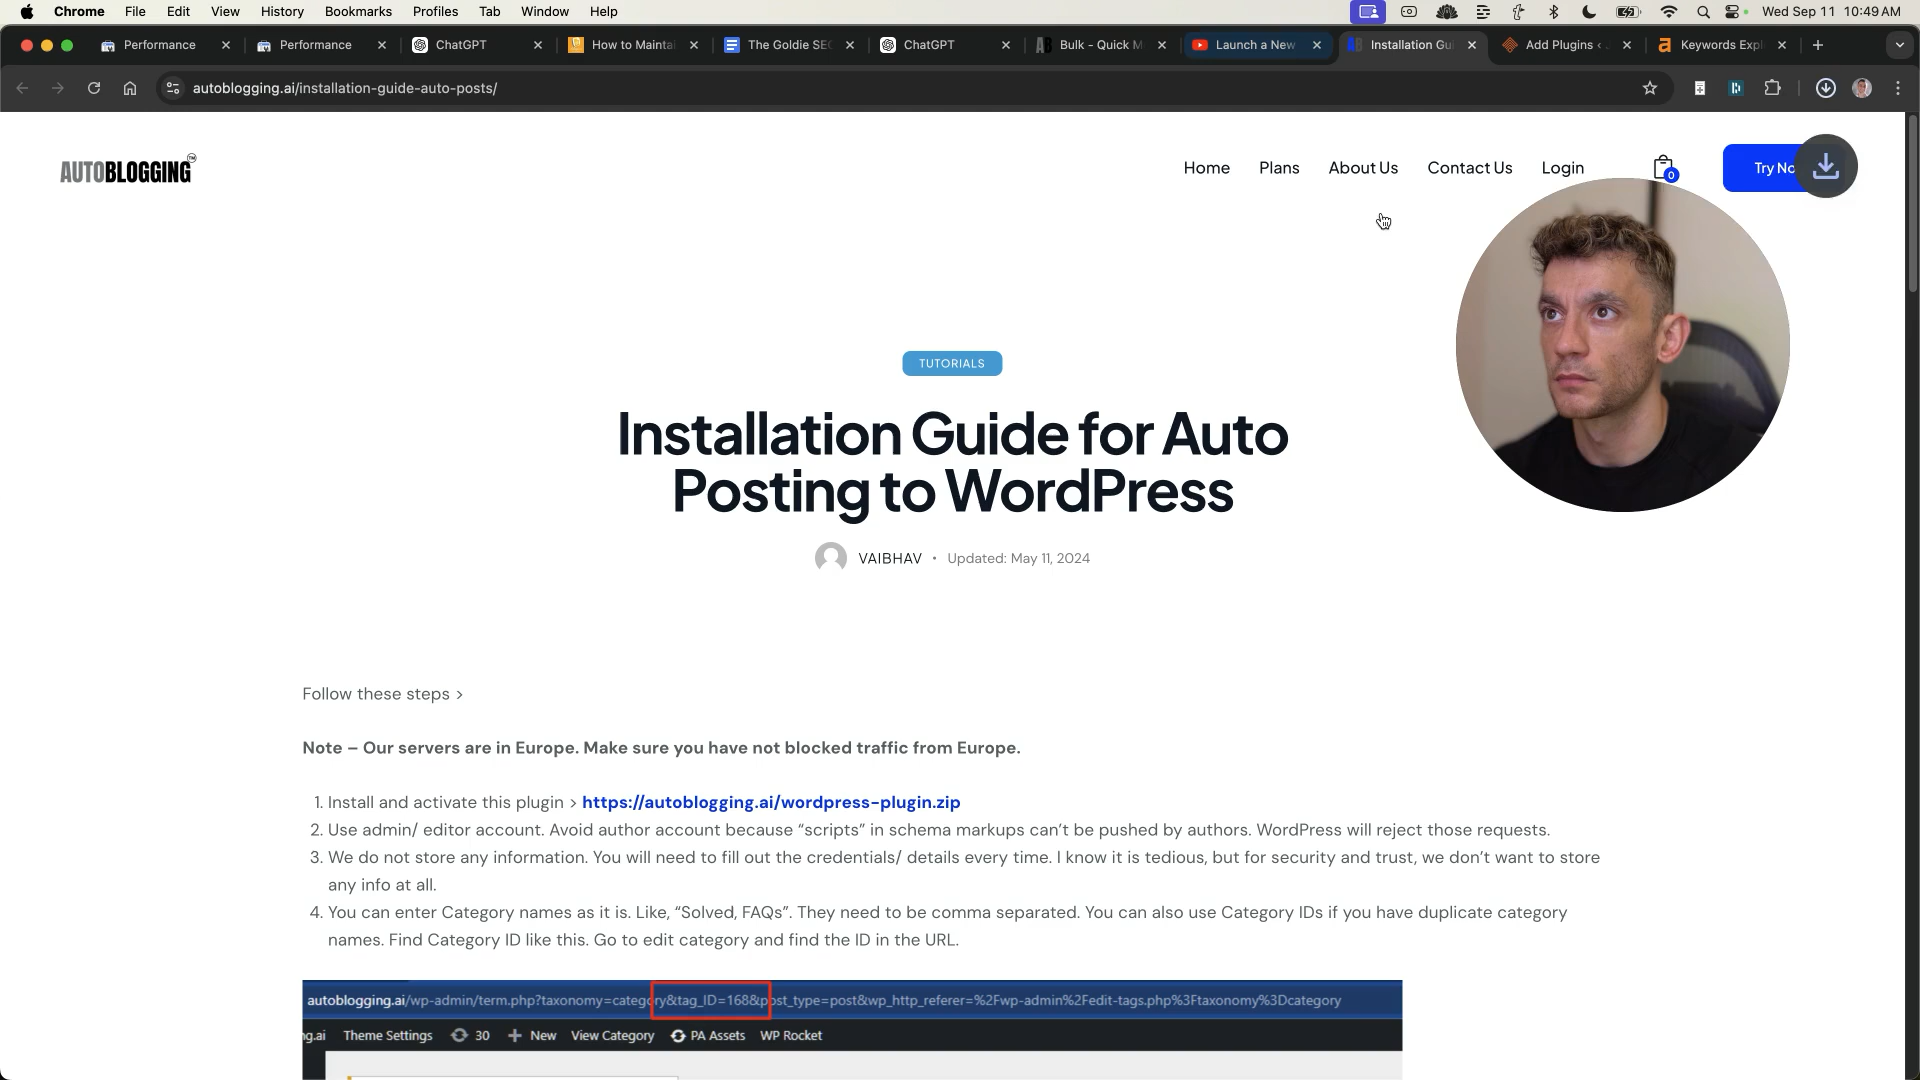 Chrome File Edit View History Bookmarks Profiles Tab Window Help Wed Sep 11 10:49 AM
Performance Performance ChatGPT How to Maintai The Goldie SEO ChatGPT Bulk - Quick M Launch a New Installation Gui Add Plugins ‹ Keywords Expl
autoblogging.ai/installation-guide-auto-posts/
AUTOBLOGGING TM
Home Plans About Us Contact Us Login 0 Try No
TUTORIALS
Installation Guide for Auto
Posting to WordPress
VAIBHAV • Updated: May 11, 2024
Follow these steps >
Note – Our servers are in Europe. Make sure you have not blocked traffic from Europe.
1. Install and activate this plugin > https://autoblogging.ai/wordpress-plugin.zip
2. Use admin/ editor account. Avoid author account because “scripts” in schema markups can’t be pushed by authors. WordPress will reject those requests.
3. We do not store any information. You will need to fill out the credentials/ details every time. I know it is tedious, but for security and trust, we don’t want to store
any info at all.
4. You can enter Category names as it is. Like, “Solved, FAQs”. They need to be comma separated. You can also use Category IDs if you have duplicate category
names. Find Category ID like this. Go to edit category and find the ID in the URL.
autoblogging.ai/wp-admin/term.php?taxonomy=category&tag_ID=168&post_type=post&wp_http_referer=%2Fwp-admin%2Fedit-tags.php%3Ftaxonomy%3Dcategory
ng.ai Theme Settings 30 + New View Category PA Assets WP Rocket